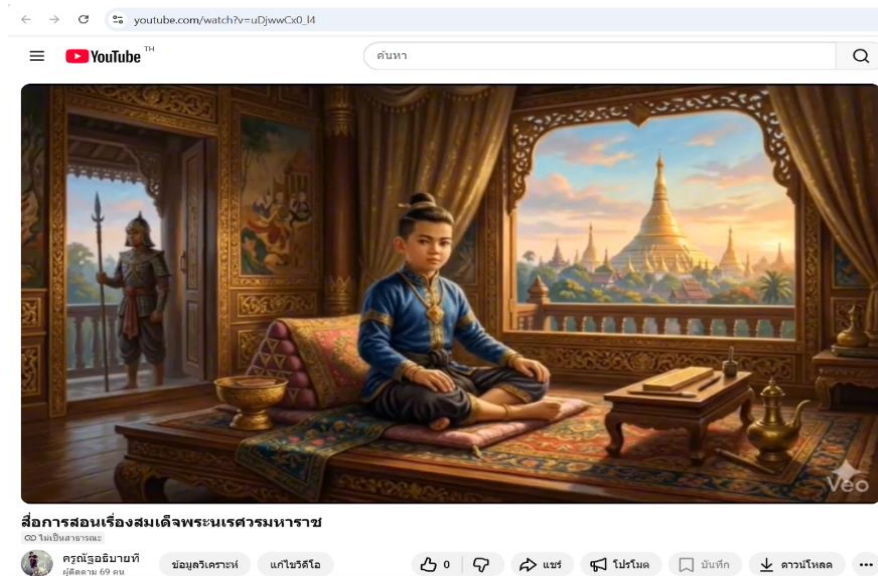 youtube.com/watch?v=uDjwwCx0_l4
YouTube TH
ค้นหา
Veo
สื่อการสอนเรื่องสมเด็จพระนเรศวรมหาราช
ไม่เป็นสาธารณะ
ครูณัฐอธิบายที
ผู้ติดตาม 69 คน
ข้อมูลวิเคราะห์
แก้ไขวิดีโอ
0
แชร์
โปรโมต
บันทึก
ดาวน์โหลด